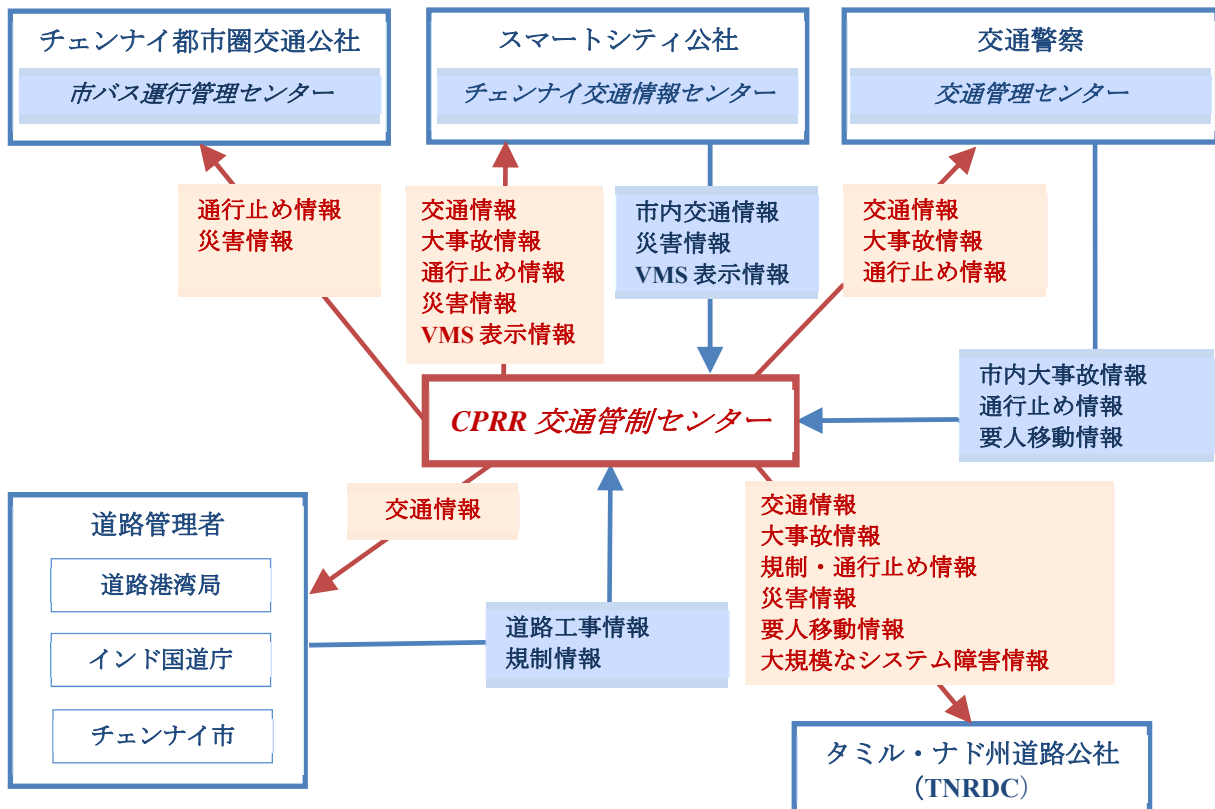 チェンナイ都市圏交通公社
市バス運行管理センター
スマートシティ公社
チェンナイ交通情報センター
交通警察
交通管理センター
通行止め情報
災害情報
交通情報
大事故情報
通行止め情報
災害情報
VMS 表示情報
市内交通情報
災害情報
VMS 表示情報
交通情報
大事故情報
通行止め情報
市内大事故情報
通行止め情報
要人移動情報
CPRR 交通管制センター
交通情報
道路管理者
道路港湾局
インド国道庁
チェンナイ市
道路工事情報
規制情報
交通情報
大事故情報
規制・通行止め情報
災害情報
要人移動情報
大規模なシステム障害情報
タミル・ナド州道路公社
（TNRDC）